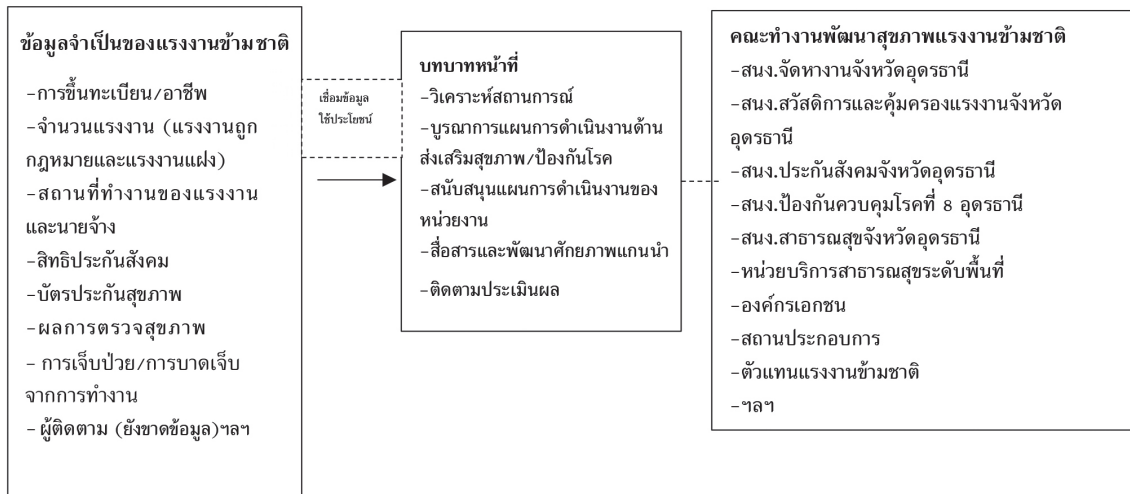 ข้อมูลจำเป็นของแรงงานข้ามชาติ
-การขึ้นทะเบียน/อาชีพ
-จำนวนแรงงาน (แรงงานถูก
กฎหมายและแรงงานแฝง)
-สถานที่ทำงานของแรงงาน
และนายจ้าง
-สิทธิประกันสังคม
-บัตรประกันสุขภาพ
-ผลการตรวจสุขภาพ
- การเจ็บป่วย/การบาดเจ็บ
จากการทำงาน
-ผู้ติดตาม (ยังขาดข้อมูล)ฯลฯ
เชื่อมข้อมูล
ใช้ประโยชน์
บทบาทหน้าที่
-วิเคราะห์สถานการณ์
-บูรณาการแผนการดำเนินงานด้าน
ส่งเสริมสุขภาพ/ป้องกันโรค
-สนับสนุนแผนการดำเนินงานของ
หน่วยงาน
-สื่อสารและพัฒนาศักยภาพแกนนำ
-ติดตามประเมินผล
คณะทำงานพัฒนาสุขภาพแรงงานข้ามชาติ
-สนง.จัดหางานจังหวัดอุดรธานี
-สนง.สวัสดิการและคุ้มครองแรงงานจังหวัด
อุดรธานี
-สนง.ประกันสังคมจังหวัดอุดรธานี
-สนง.ป้องกันควบคุมโรคที่ 8 อุดรธานี
-สนง.สาธารณสุขจังหวัดอุดรธานี
-หน่วยบริการสาธารณสุขระดับพื้นที่
-องค์กรเอกชน
-สถานประกอบการ
-ตัวแทนแรงงานข้ามชาติ
-ฯลฯ